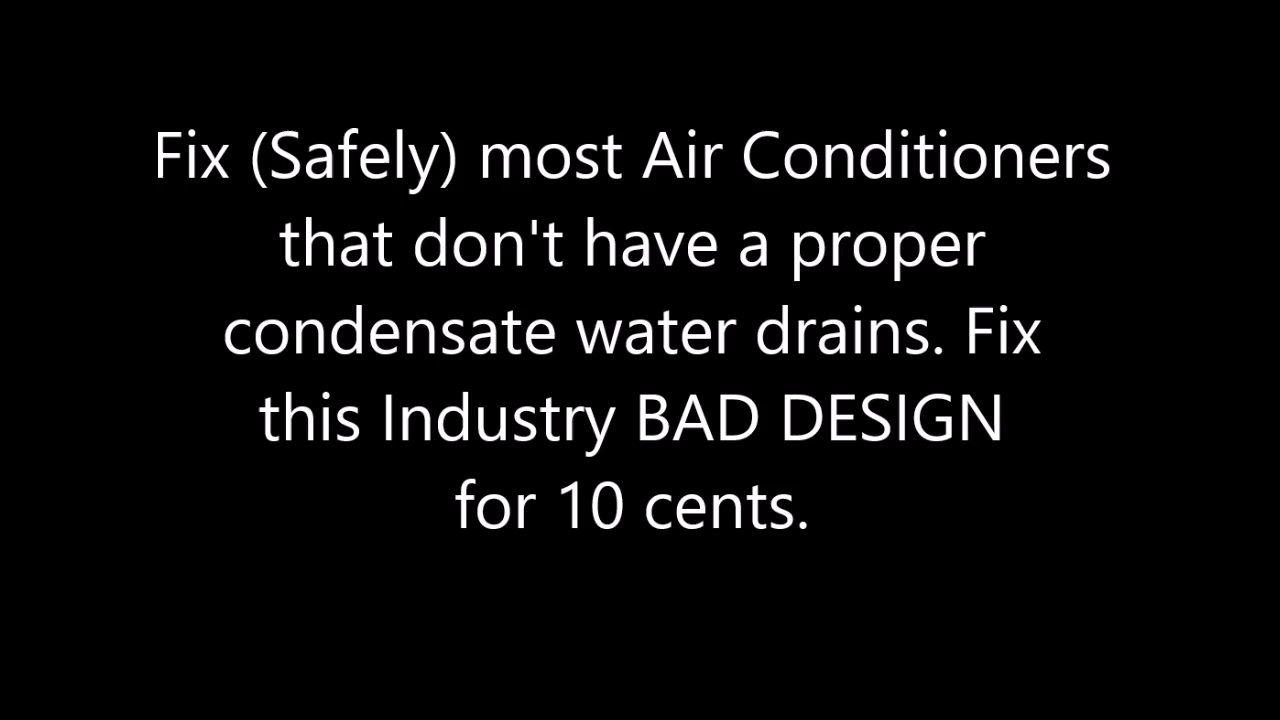 Fix (Safely) most Air Conditioners
that don't have a proper
condensate water drains. Fix
this Industry BAD DESIGN
for 10 cents.